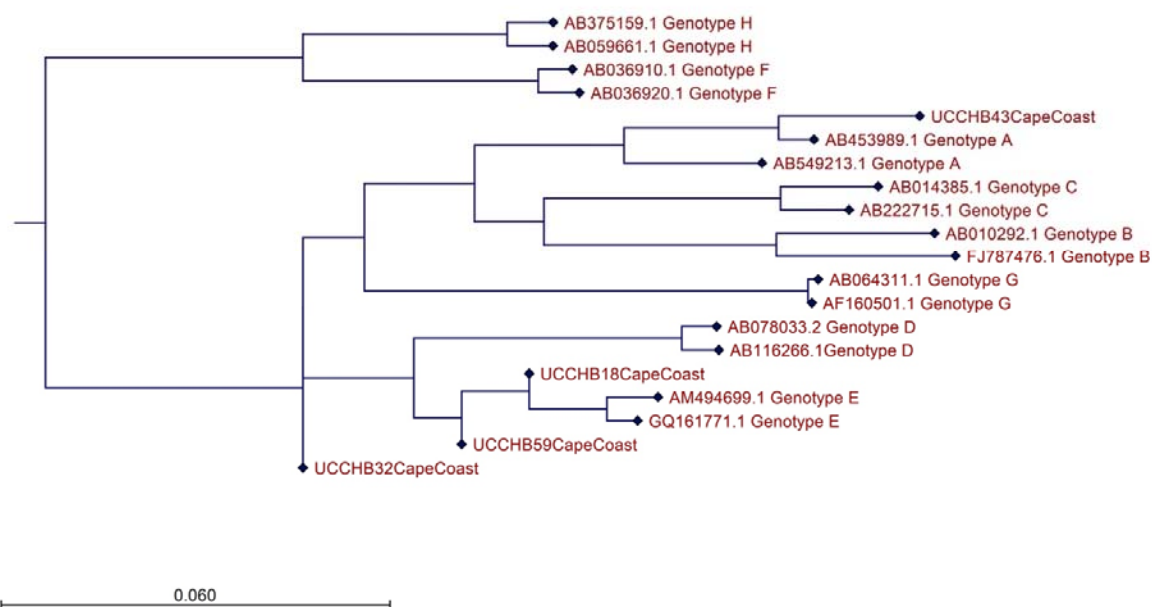 AB375159.1 Genotype H
AB059661.1 Genotype H
AB036910.1 Genotype F
AB036920.1 Genotype F
UCCHB43CapeCoast
AB453989.1 Genotype A
AB549213.1 Genotype A
AB014385.1 Genotype C
AB222715.1 Genotype C
AB010292.1 Genotype B
FJ787476.1 Genotype B
AB064311.1 Genotype G
AF160501.1 Genotype G
AB078033.2 Genotype D
AB116266.1Genotype D
UCCHB18CapeCoast
AM494699.1 Genotype E
GQ161771.1 Genotype E
UCCHB59CapeCoast
UCCHB32CapeCoast
0.060